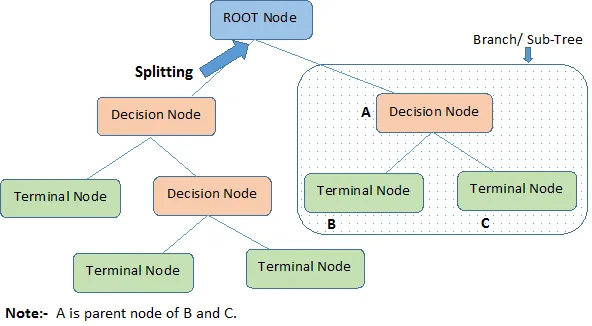 ROOT Node
Branch/ Sub-Tree
Splitting
Decision Node
A
Decision Node
Terminal Node
Decision Node
Terminal Node
Terminal Node
B
C
Terminal Node
Terminal Node
Note:- A is parent node of B and C.